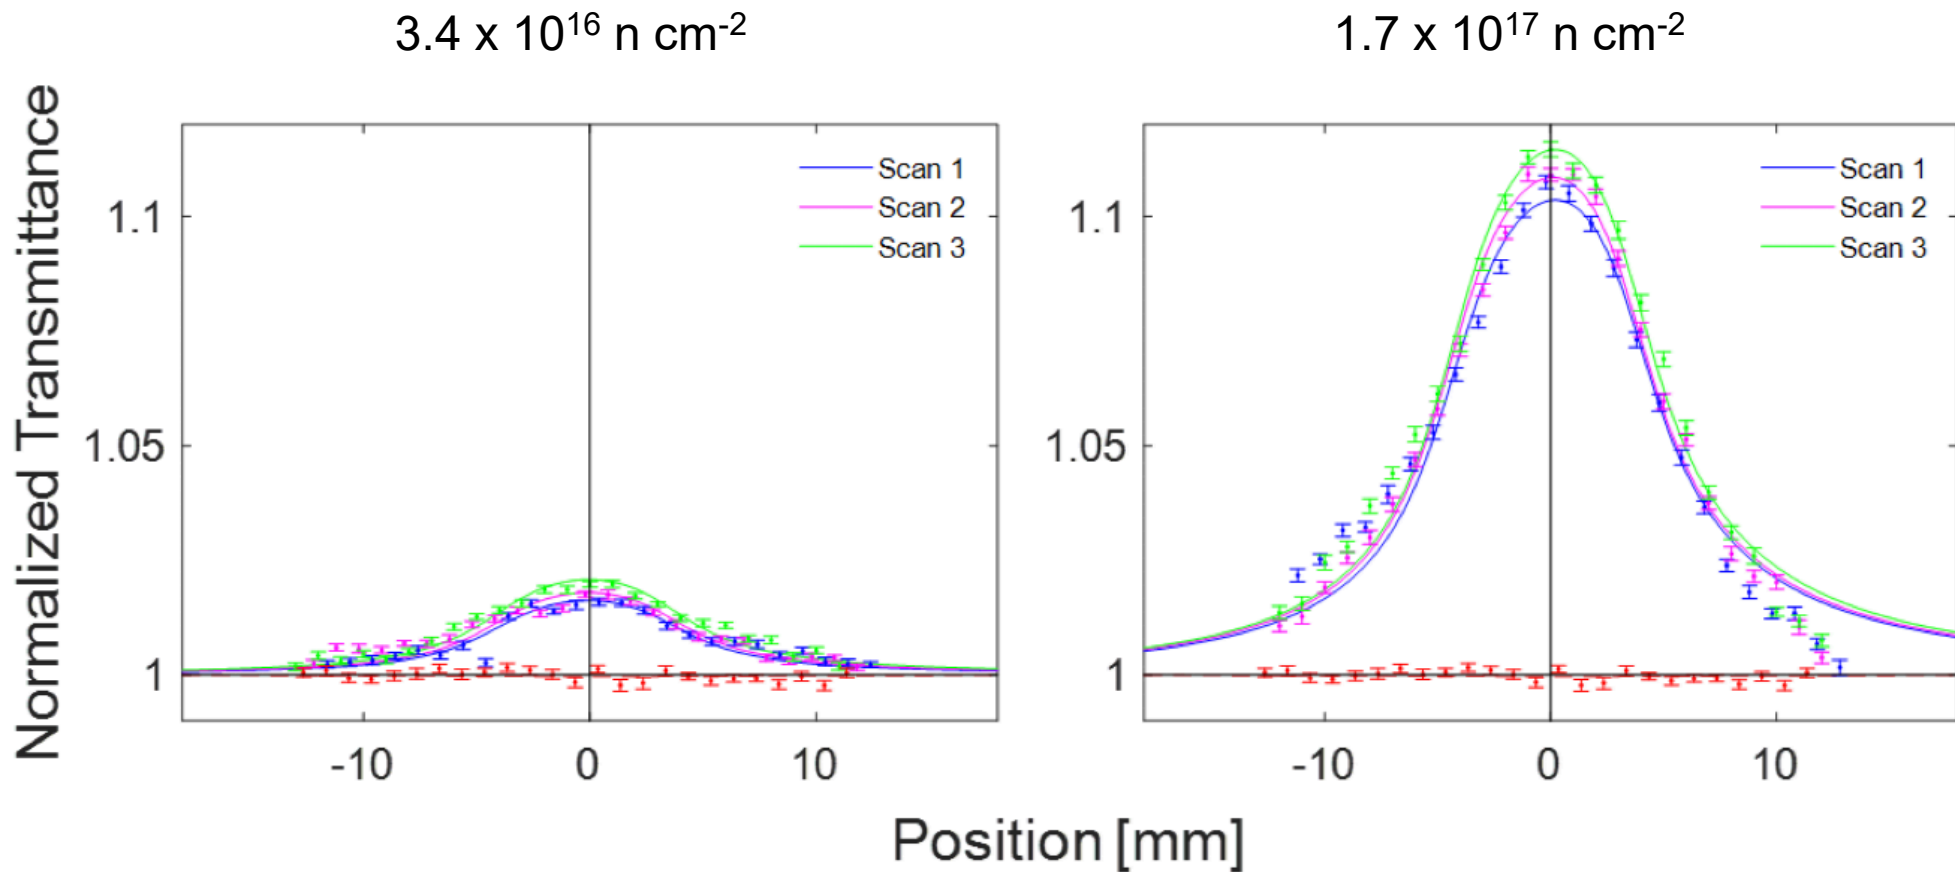 3.4 x 10¹⁶ n cm⁻²
1.7 x 10¹⁷ n cm⁻²
Normalized Transmittance
1.1
1.05
1
Scan 1
Scan 2
Scan 3
-10 0 10
1.1
1.05
1
Scan 1
Scan 2
Scan 3
-10 0 10
Position [mm]